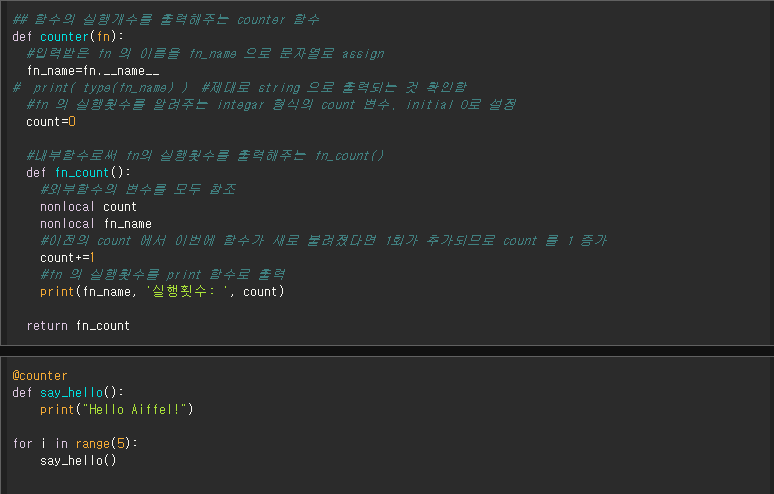 ## 함수의 실행개수를 출력해주는 counter 함수
def counter(fn):
  #입력받은 fn 의 이름을 fn_name 으로 문자열로 assign
  fn_name=fn.__name__
#  print( type(fn_name) )  #제대로 string 으로 출력되는 것 확인함
  #fn 의 실행횟수를 알려주는 integar 형식의 count 변수, initial 0로 설정
  count=0
  #내부함수로써 fn의 실행횟수를 출력해주는 fn_count()
  def fn_count():
    #외부함수의 변수를 모두 참조
    nonlocal count
    nonlocal fn_name
    #이전의 count 에서 이번에 함수가 새로 불려졌다면 1회가 추가되므로 count 를 1 증가
    count+=1
    #fn 의 실행횟수를 print 함수로 출력
    print(fn_name, '실행횟수: ', count)
  return fn_count
@counter
def say_hello():
    print("Hello Aiffel!")
for i in range(5):
    say_hello()